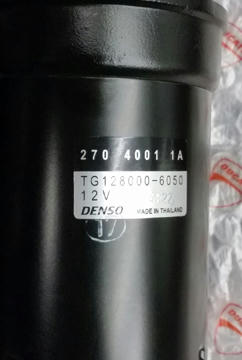 270 4001 1A
TG128000-6050
12V
DENSO MADE IN THAILAND